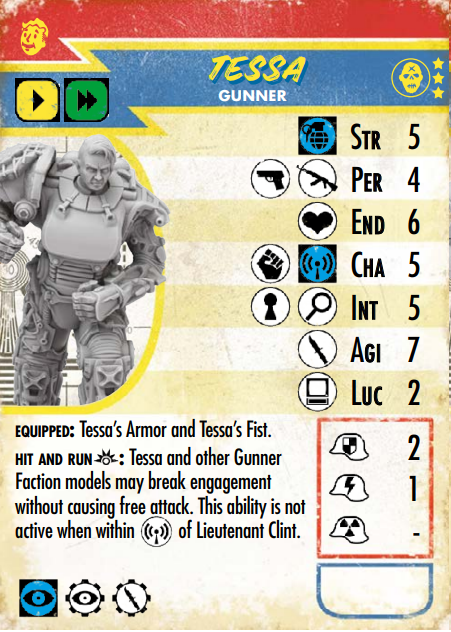 TESSA
GUNNER
STR 5
PER 4
END 6
CHA 5
INT 5
AGI 7
LUC 2
EQUIPPED: Tessa's Armor and Tessa's Fist.
HIT AND RUN: Tessa and other Gunner
Faction models may break engagement
without causing free attack. This ability is not
active when within of Lieutenant Clint.
2
1
-